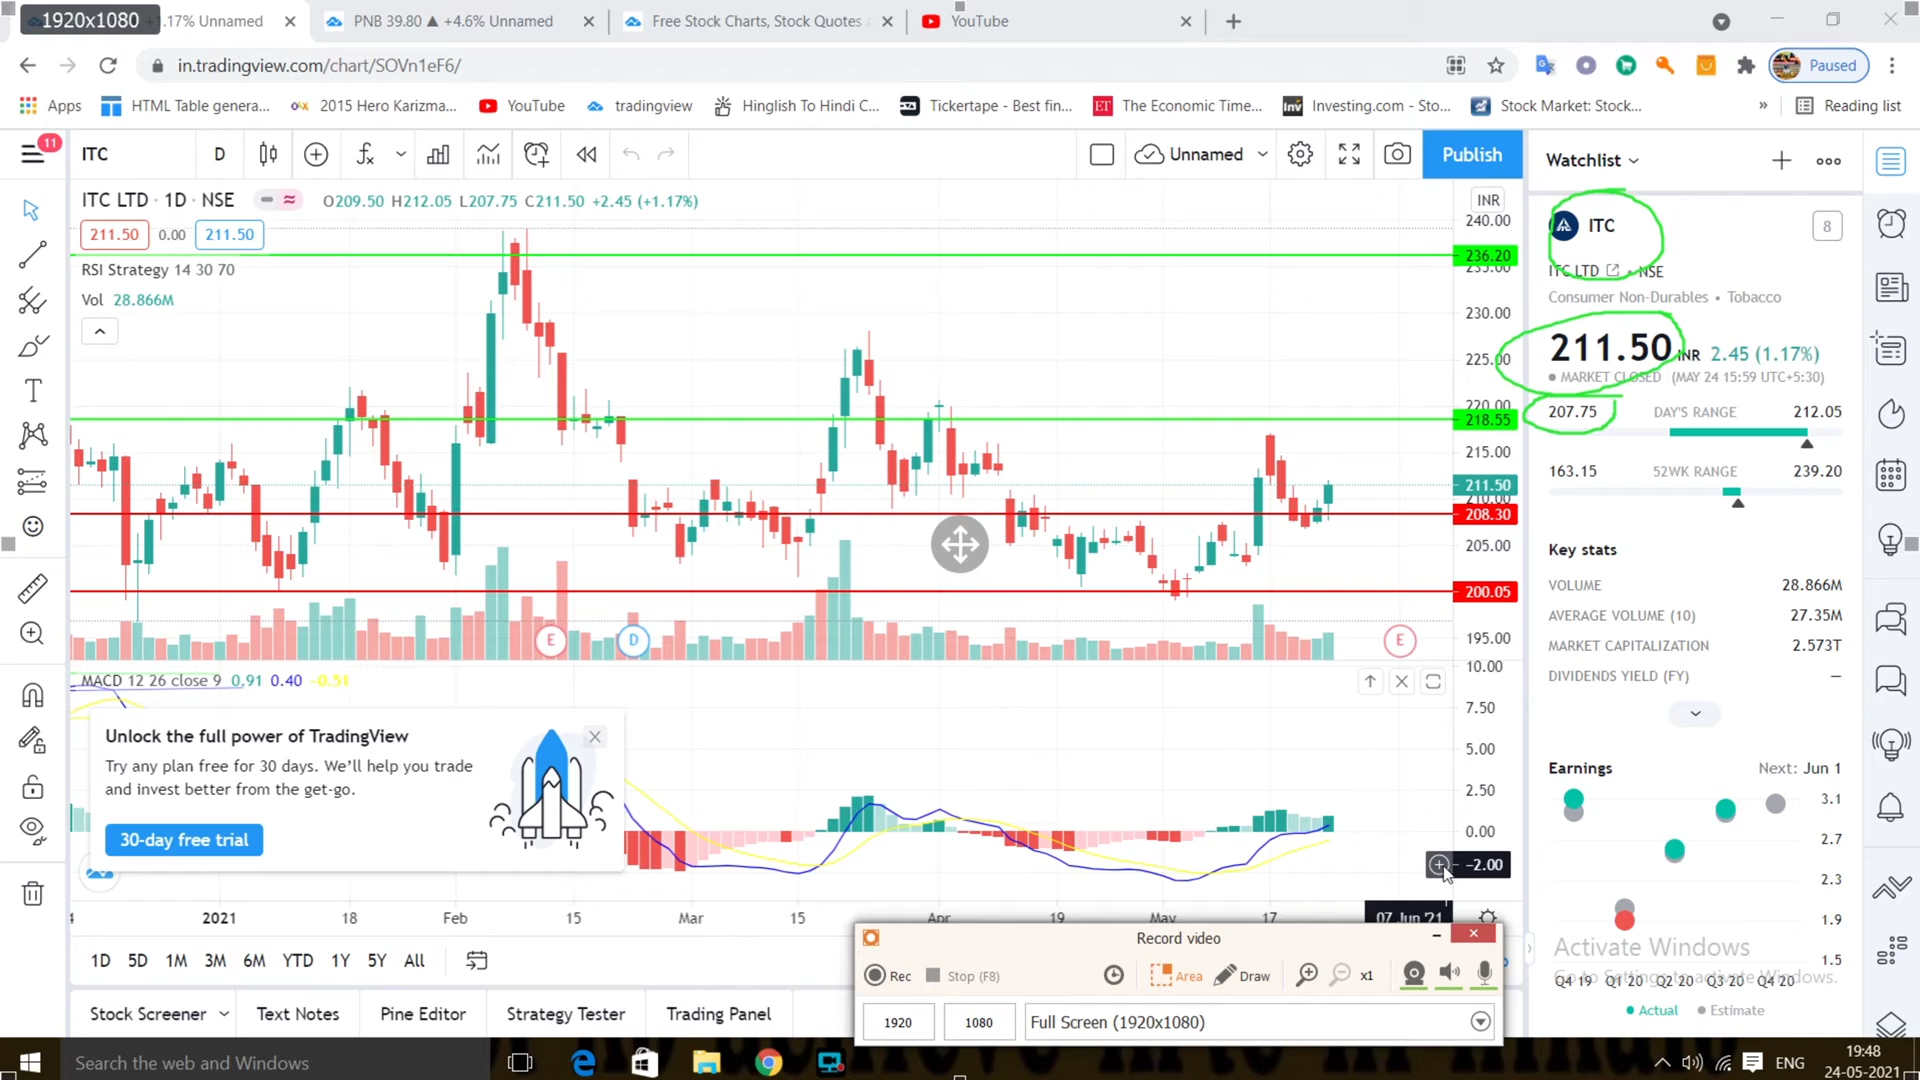 1920x1080
1.17% Unnamed
PNB 39.80 ▲ +4.6% Unnamed
Free Stock Charts, Stock Quotes
YouTube
in.tradingview.com/chart/SOVn1eF6/
Paused
Apps
HTML Table genera...
2015 Hero Karizma...
YouTube
tradingview
Hinglish To Hindi C...
Tickertape - Best fin...
ET
The Economic Time...
Inv
Investing.com - Sto...
Stock Market: Stock...
»
Reading list
11
ITC
D
Unnamed
Publish
Watchlist
ITC LTD · 1D · NSE
O209.50 H212.05 L207.75 C211.50 +2.45 (+1.17%)
INR
211.50
0.00
211.50
RSI Strategy 14 30 70
Vol 28.866M
240.00
236.20
235.00
230.00
225.00
220.00
218.55
215.00
211.50
210.00
208.30
205.00
200.05
195.00
E
D
E
10.00
MACD 12 26 close 9 0.91 0.40 -0.51
7.50
5.00
2.50
0.00
-2.00
Unlock the full power of TradingView
Try any plan free for 30 days. We'll help you trade
and invest better from the get-go.
30-day free trial
2021
18
Feb
15
Mar
15
Apr
19
May
17
07 Jun '21
1D
5D
1M
3M
6M
YTD
1Y
5Y
All
Stock Screener
Text Notes
Pine Editor
Strategy Tester
Trading Panel
ITC
8
ITC LTD • NSE
Consumer Non-Durables • Tobacco
211.50 INR 2.45 (1.17%)
MARKET CLOSED (MAY 24 15:59 UTC+5:30)
207.75 DAY'S RANGE 212.05
163.15 52WK RANGE 239.20
Key stats
VOLUME 28.866M
AVERAGE VOLUME (10) 27.35M
MARKET CAPITALIZATION 2.573T
DIVIDENDS YIELD (FY) —
Earnings Next: Jun 1
3.1
2.7
2.3
1.9
1.5
Activate Windows
Go to Settings to activate Windows.
Q4 19 Q1 20 Q2 20 Q3 20 Q4 20
Actual Estimate
Record video
Rec
Stop (F8)
Area
Draw
x1
1920
1080
Full Screen (1920x1080)
Search the web and Windows
ENG
19:48
24-05-2021